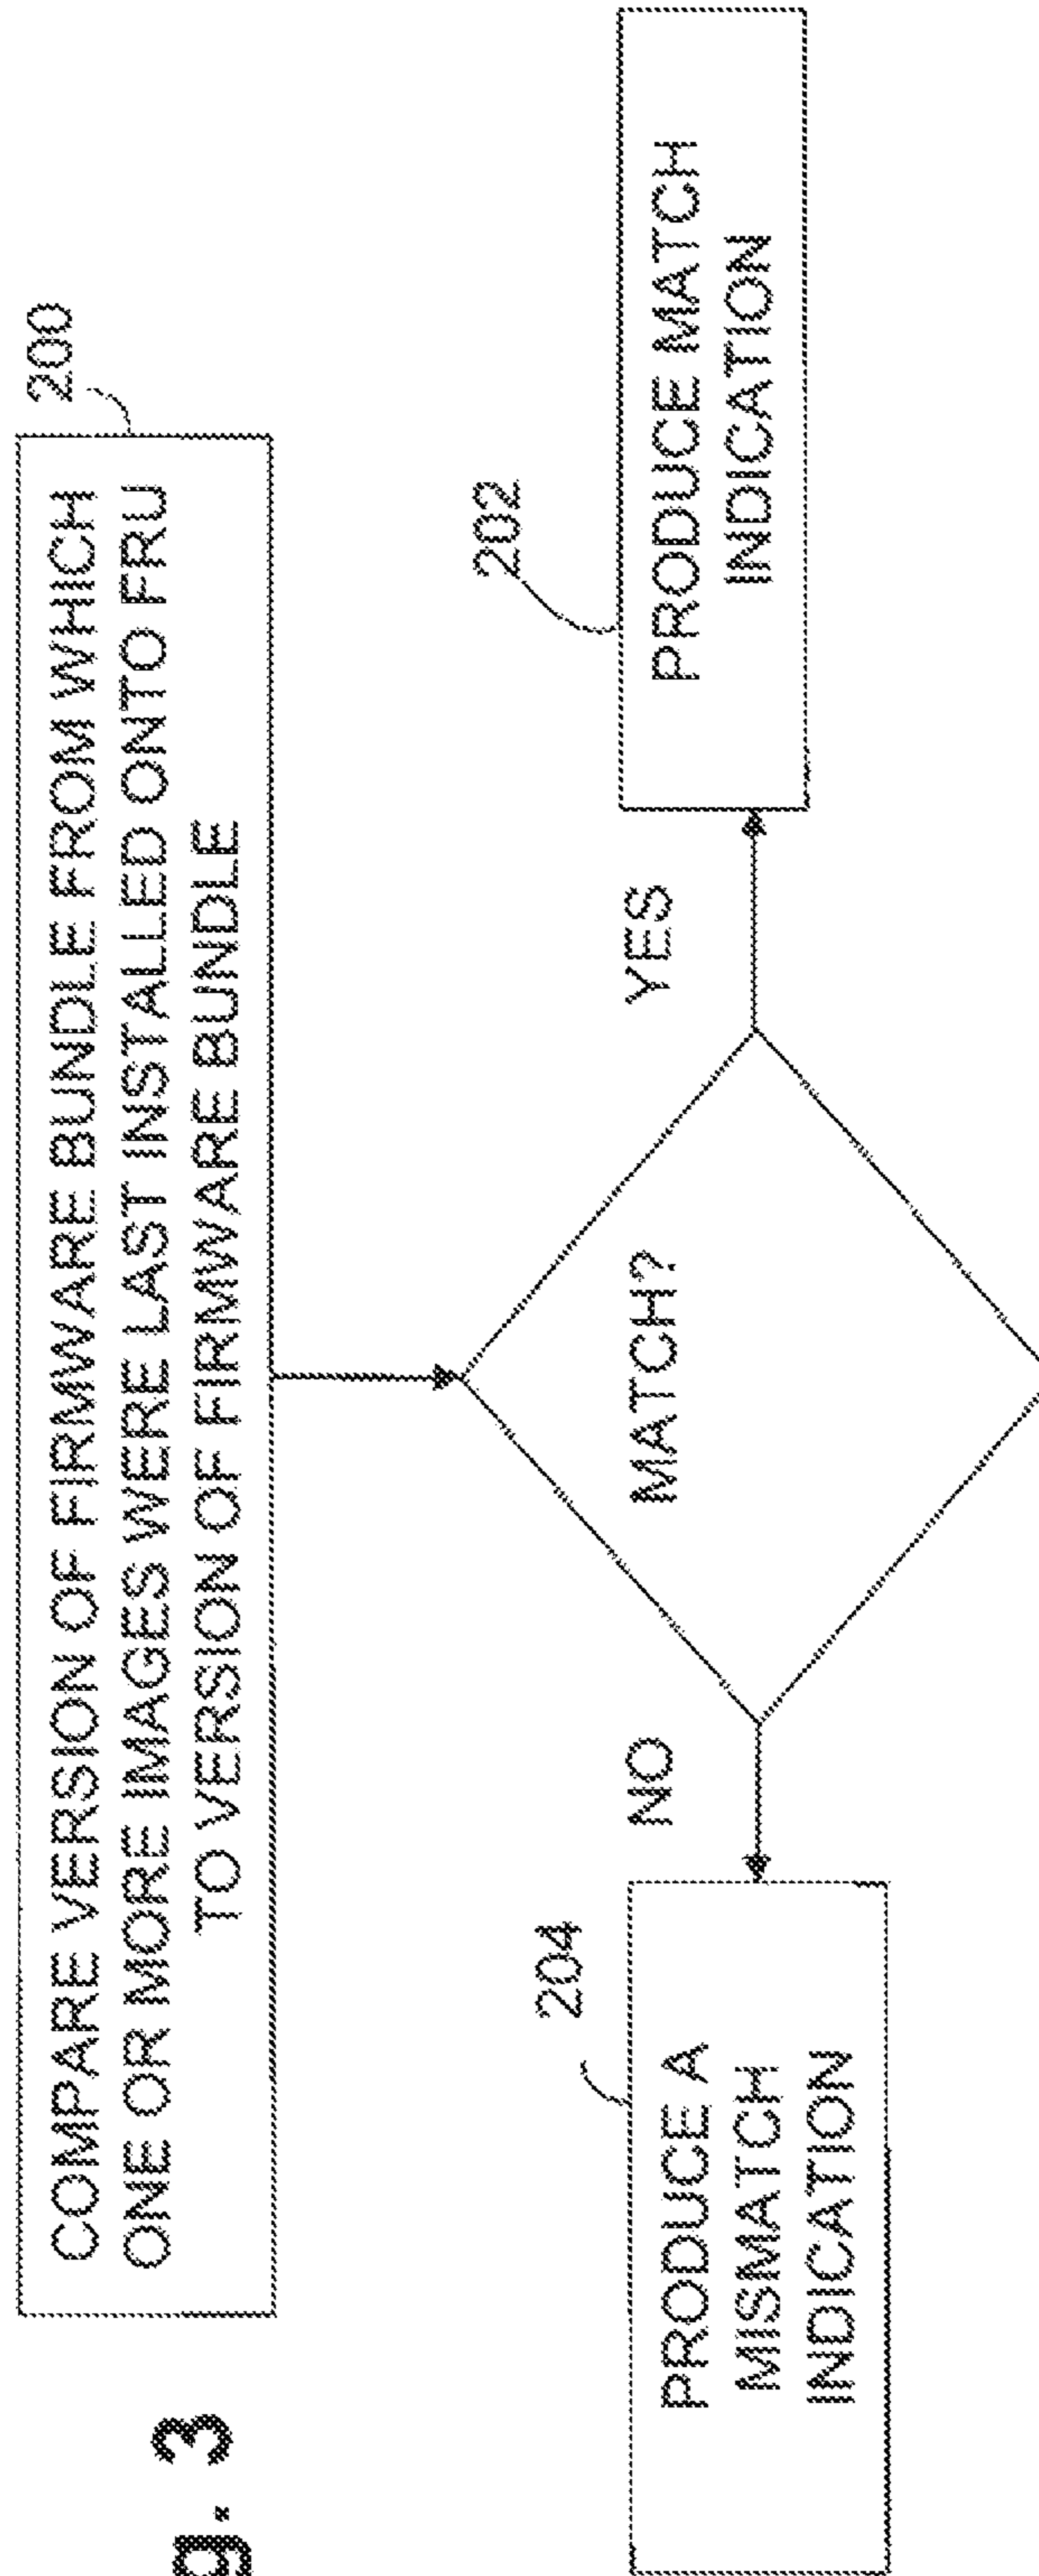 g. 3
COMPARE VERSION OF FIRMWARE BUNDLE FROM WHICH
ONE OR MORE IMAGES WERE LAST INSTALLED ONTO FRU
TO VERSION OF FIRMWARE BUNDLE
200
MATCH?
NO
YES
204
PRODUCE A
MISMATCH
INDICATION
202
PRODUCE MATCH
INDICATION